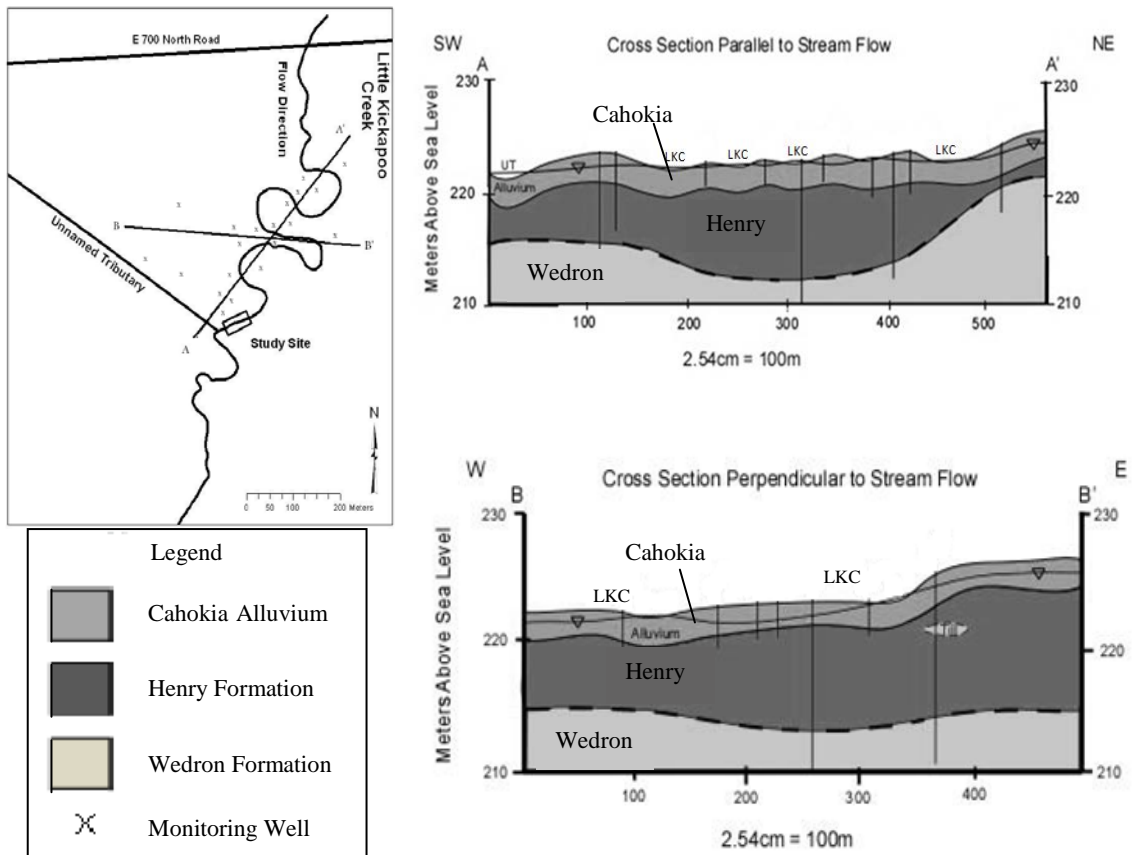 E 700 North Road
Little Kickapoo
Creek
Flow Direction
A'
B
B'
Unnamed Tributary
A
Study Site
N
0 50 100 200 Meters
Legend
Cahokia Alluvium
Henry Formation
Wedron Formation
X Monitoring Well
SW
Cross Section Parallel to Stream Flow
NE
A
A'
230
230
Cahokia
LKC
LKC
LKC
LKC
UT
220
Alluvium
220
Henry
Wedron
210
210
Meters Above Sea Level
100 200 300 400 500
2.54cm = 100m
W
Cross Section Perpendicular to Stream Flow
E
B
B'
230
230
Cahokia
LKC
LKC
220
Alluvium
220
Henry
Wedron
210
210
Meters Above Sea Level
100 200 300 400
2.54cm = 100m